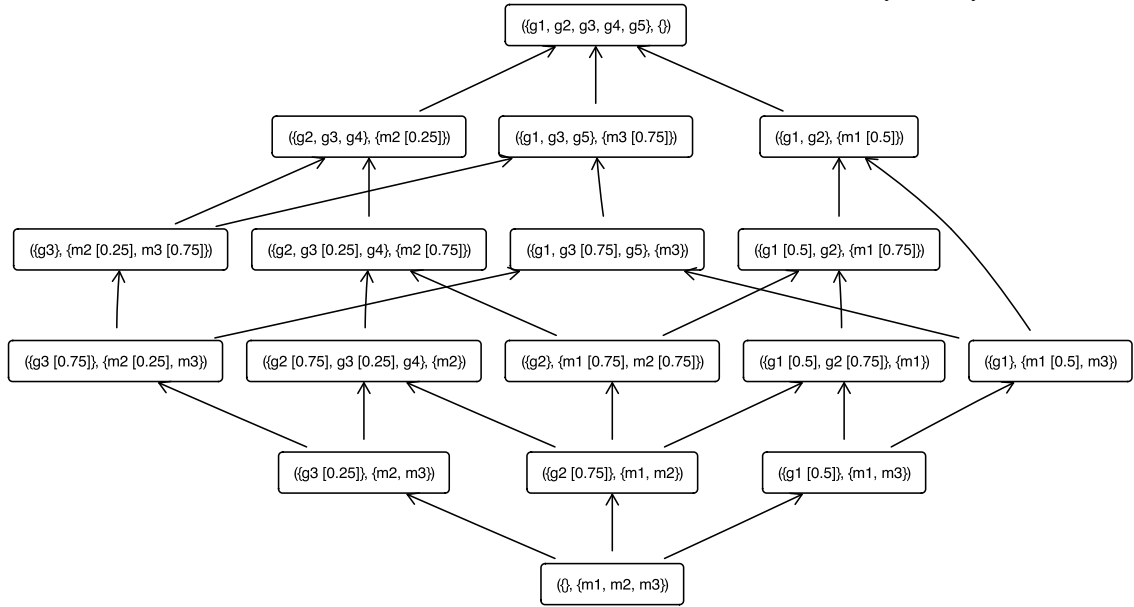 ({g1, g2, g3, g4, g5}, {})
({g2, g3, g4}, {m2 [0.25]})
({g1, g3, g5}, {m3 [0.75]})
({g1, g2}, {m1 [0.5]})
({g3}, {m2 [0.25], m3 [0.75]})
({g2, g3 [0.25], g4}, {m2 [0.75]})
({g1, g3 [0.75], g5}, {m3})
({g1 [0.5], g2}, {m1 [0.75]})
({g3 [0.75]}, {m2 [0.25], m3})
({g2 [0.75], g3 [0.25], g4}, {m2})
({g2}, {m1 [0.75], m2 [0.75]})
({g1 [0.5], g2 [0.75]}, {m1})
({g1}, {m1 [0.5], m3})
({g3 [0.25]}, {m2, m3})
({g2 [0.75]}, {m1, m2})
({g1 [0.5]}, {m1, m3})
({}, {m1, m2, m3})